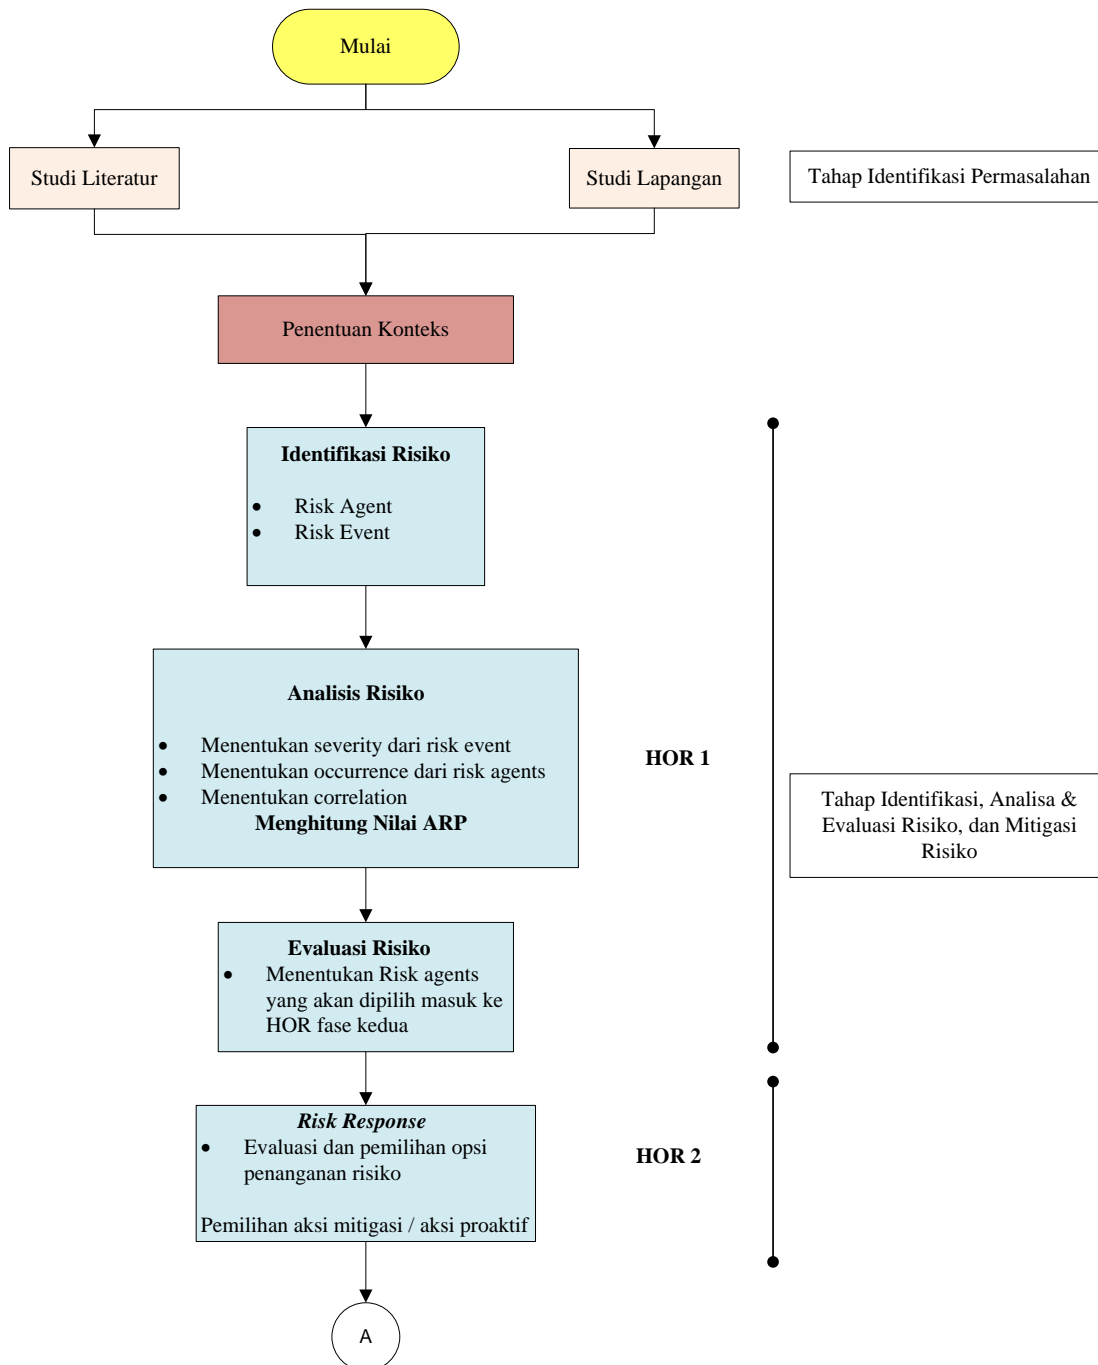 Mulai
Studi Literatur
Studi Lapangan
Tahap Identifikasi Permasalahan
Penentuan Konteks
Identifikasi Risiko
• Risk Agent
• Risk Event
Analisis Risiko
• Menentukan severity dari risk event
• Menentukan occurrence dari risk agents
• Menentukan correlation
Menghitung Nilai ARP
HOR 1
Tahap Identifikasi, Analisa &
Evaluasi Risiko, dan Mitigasi
Risiko
Evaluasi Risiko
• Menentukan Risk agents
yang akan dipilih masuk ke
HOR fase kedua
Risk Response
• Evaluasi dan pemilihan opsi
penanganan risiko
Pemilihan aksi mitigasi / aksi proaktif
HOR 2
A